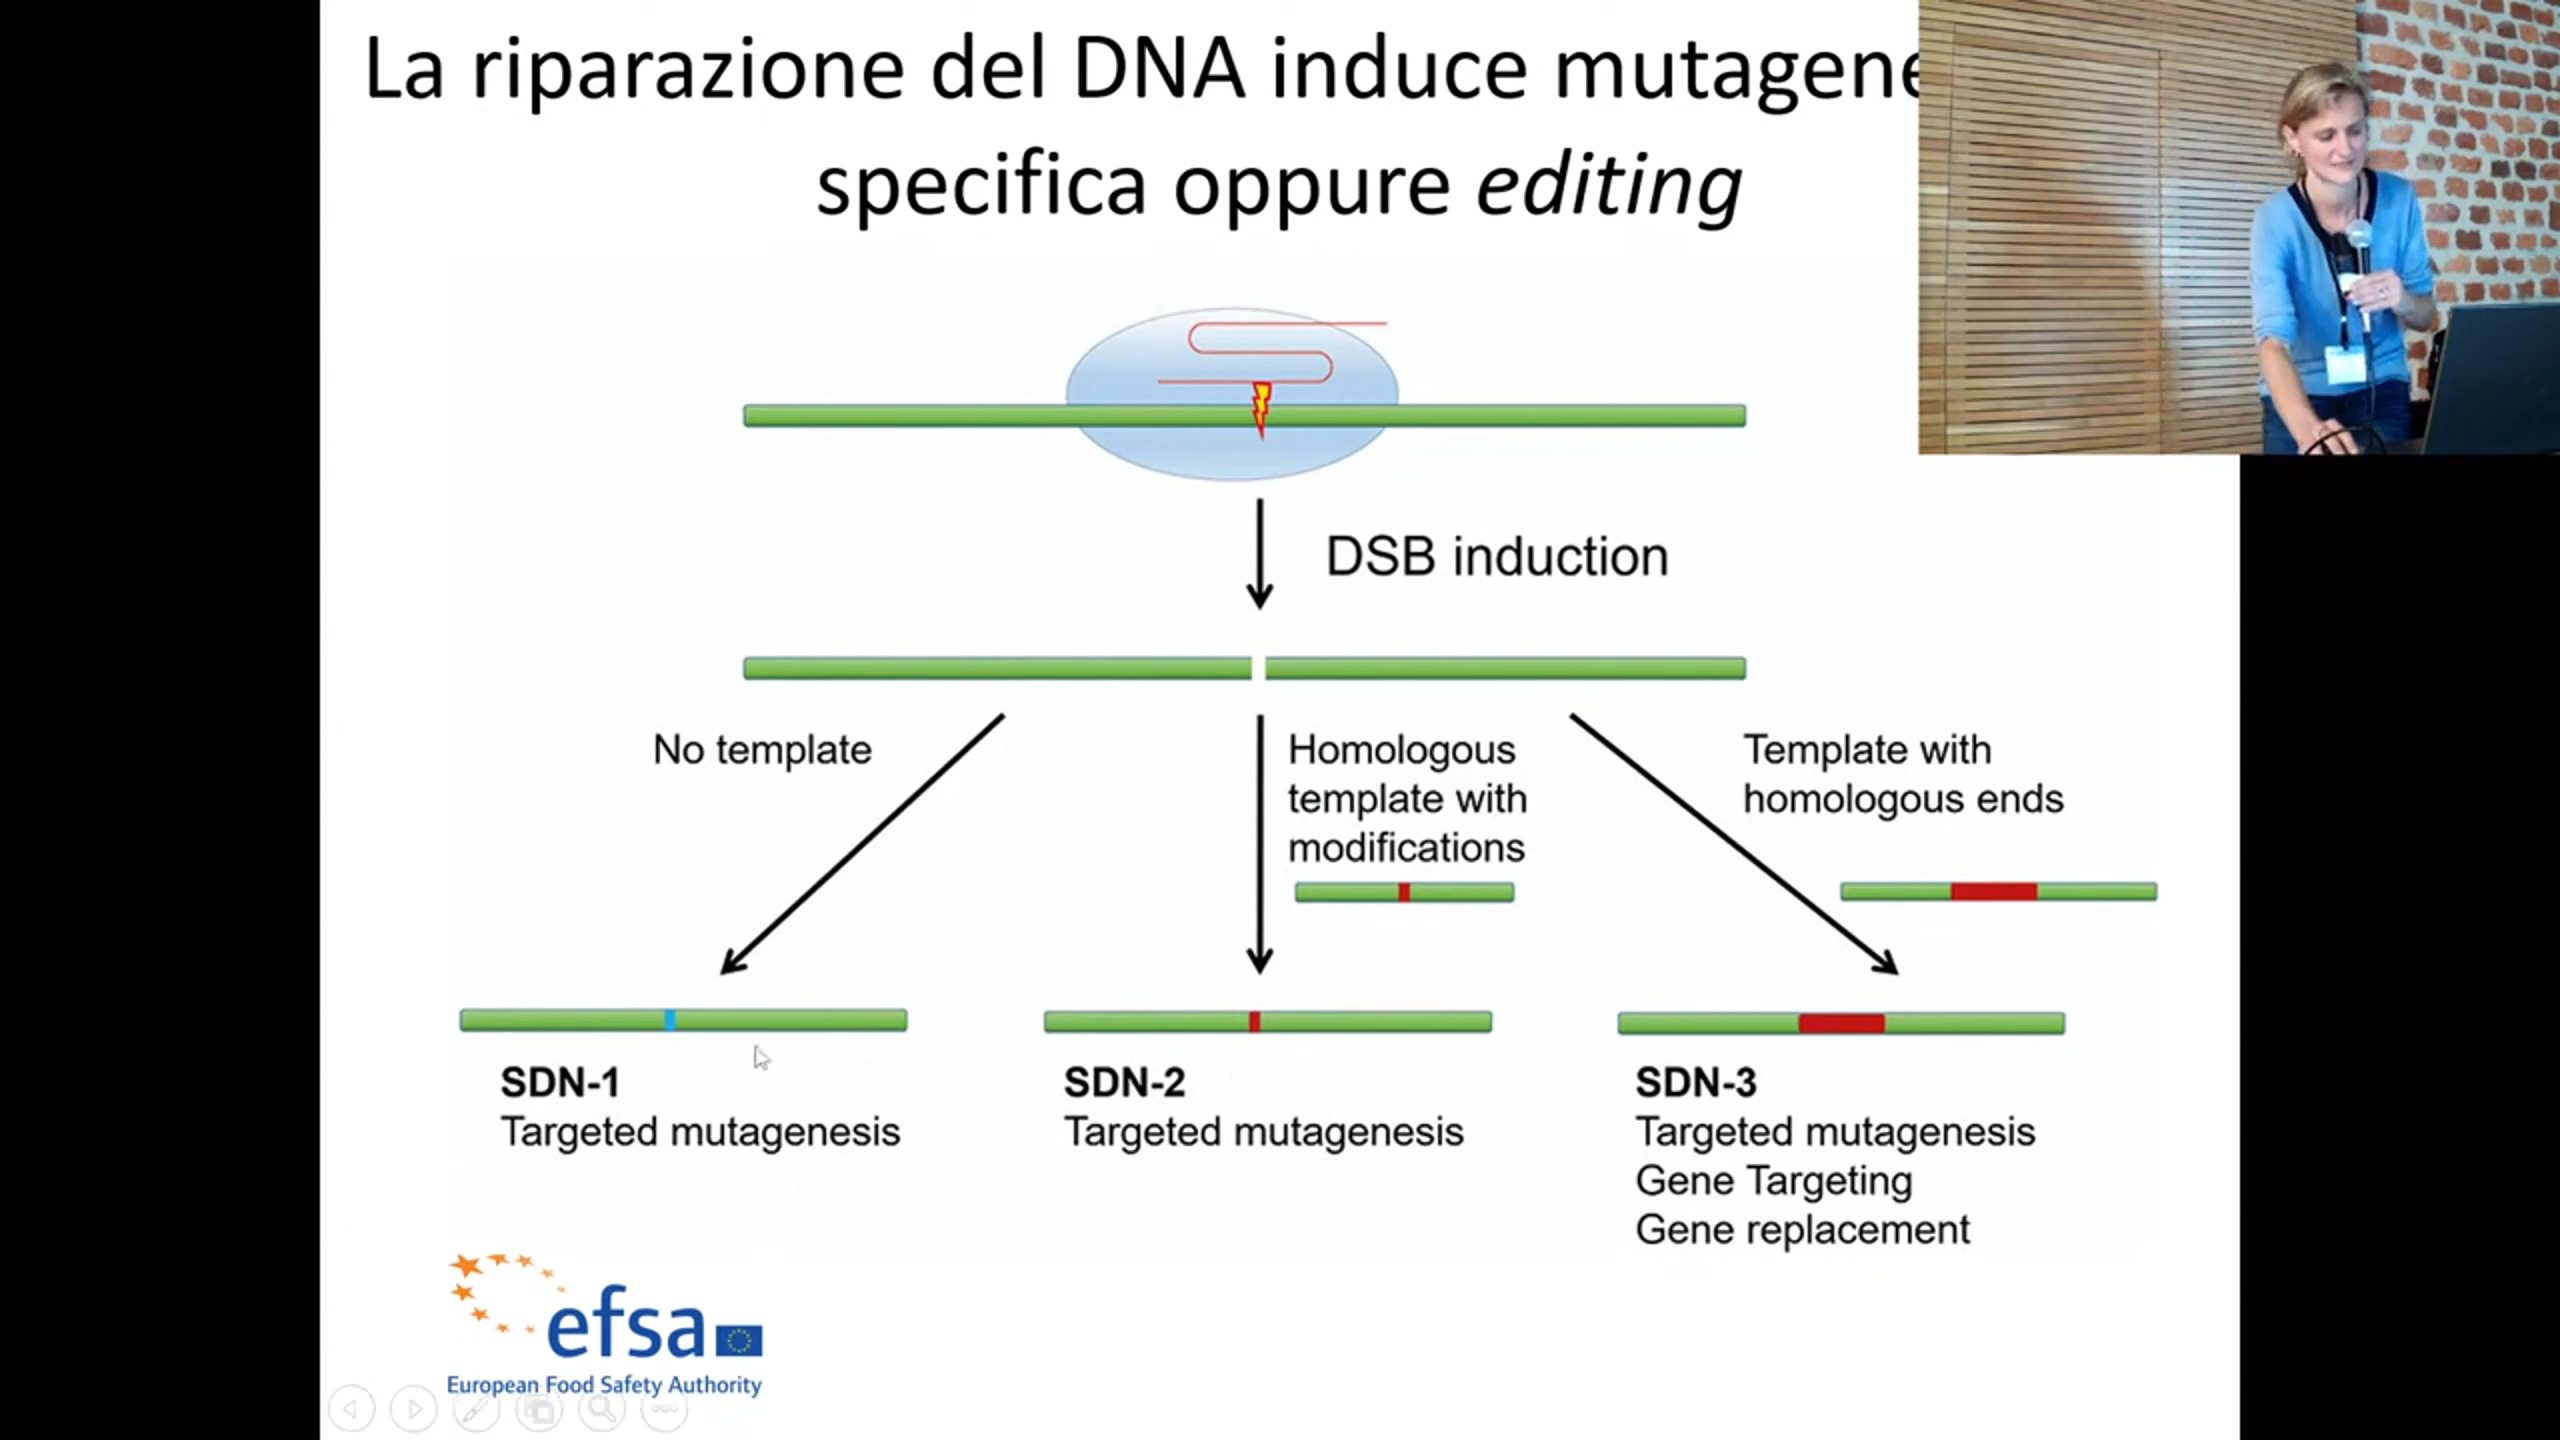 La riparazione del DNA induce mutagene
specifica oppure editing
DSB induction
No template
Homologous
template with
modifications
Template with
homologous ends
SDN-1
Targeted mutagenesis
SDN-2
Targeted mutagenesis
SDN-3
Targeted mutagenesis
Gene Targeting
Gene replacement
efsa
European Food Safety Authority